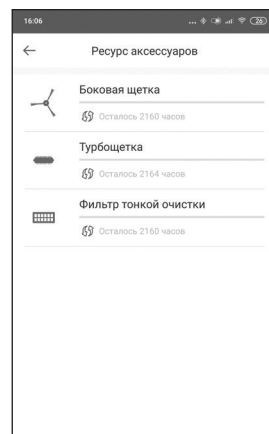 16:06
... 26
Ресурс аксессуаров
Боковая щетка
Осталось 2160 часов
Турбощетка
Осталось 2164 часов
Фильтр тонкой очистки
Осталось 2160 часов